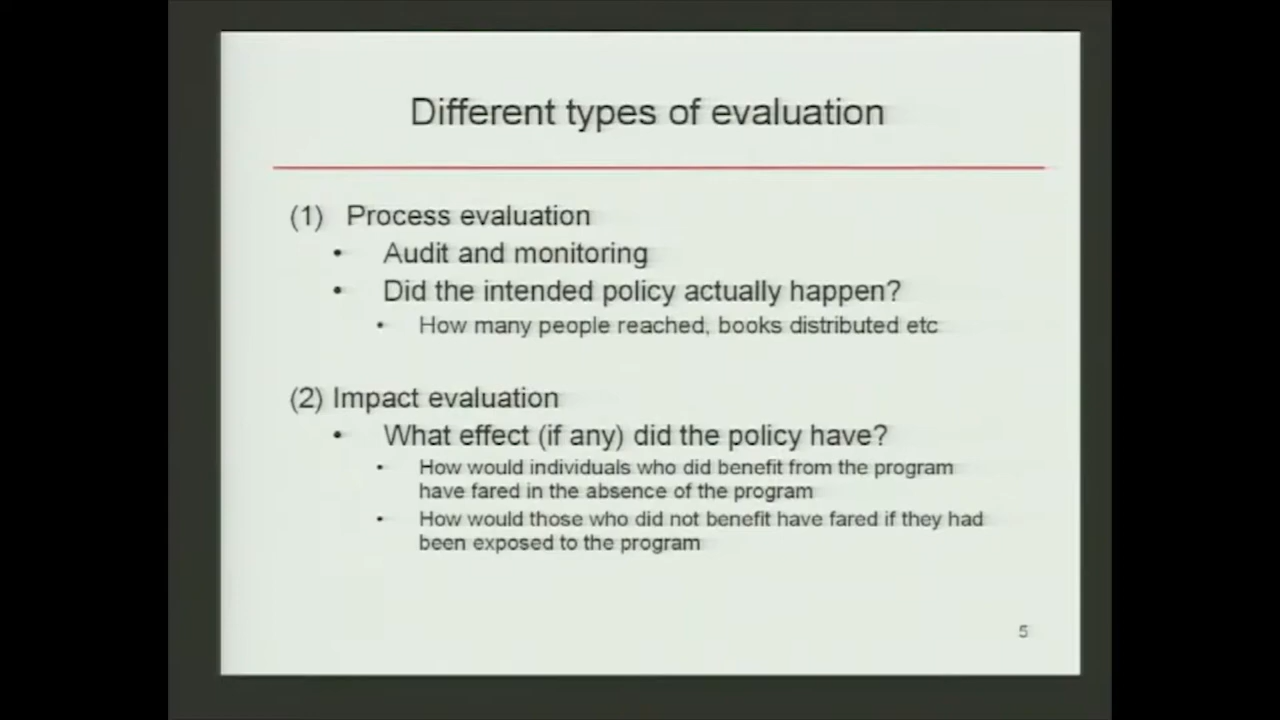 Different types of evaluation
(1) Process evaluation
• Audit and monitoring
• Did the intended policy actually happen?
• How many people reached, books distributed etc
(2) Impact evaluation
• What effect (if any) did the policy have?
• How would individuals who did benefit from the program
have fared in the absence of the program
• How would those who did not benefit have fared if they had
been exposed to the program
5